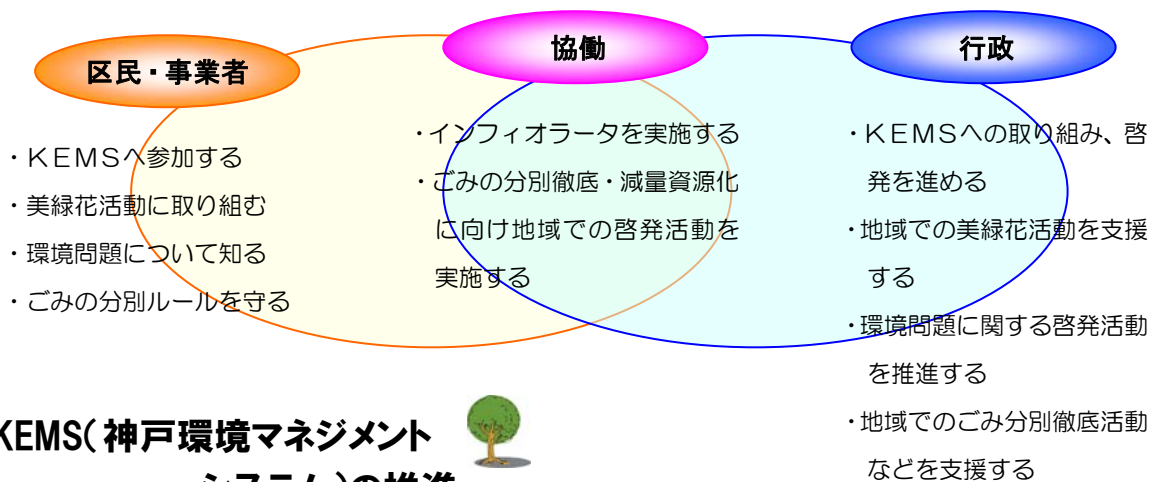 区民・事業者
協働
行政
・KEMSへ参加する
・美緑花活動に取り組む
・環境問題について知る
・ごみの分別ルールを守る
・インフィオラータを実施する
・ごみの分別徹底・減量資源化
に向け地域での啓発活動を
実施する
・KEMSへの取り組み、啓
発を進める
・地域での美緑花活動を支援
する
・環境問題に関する啓発活動
を推進する
・地域でのごみ分別徹底活動
などを支援する
KEMS(神戸環境マネジメント
システム)の推進